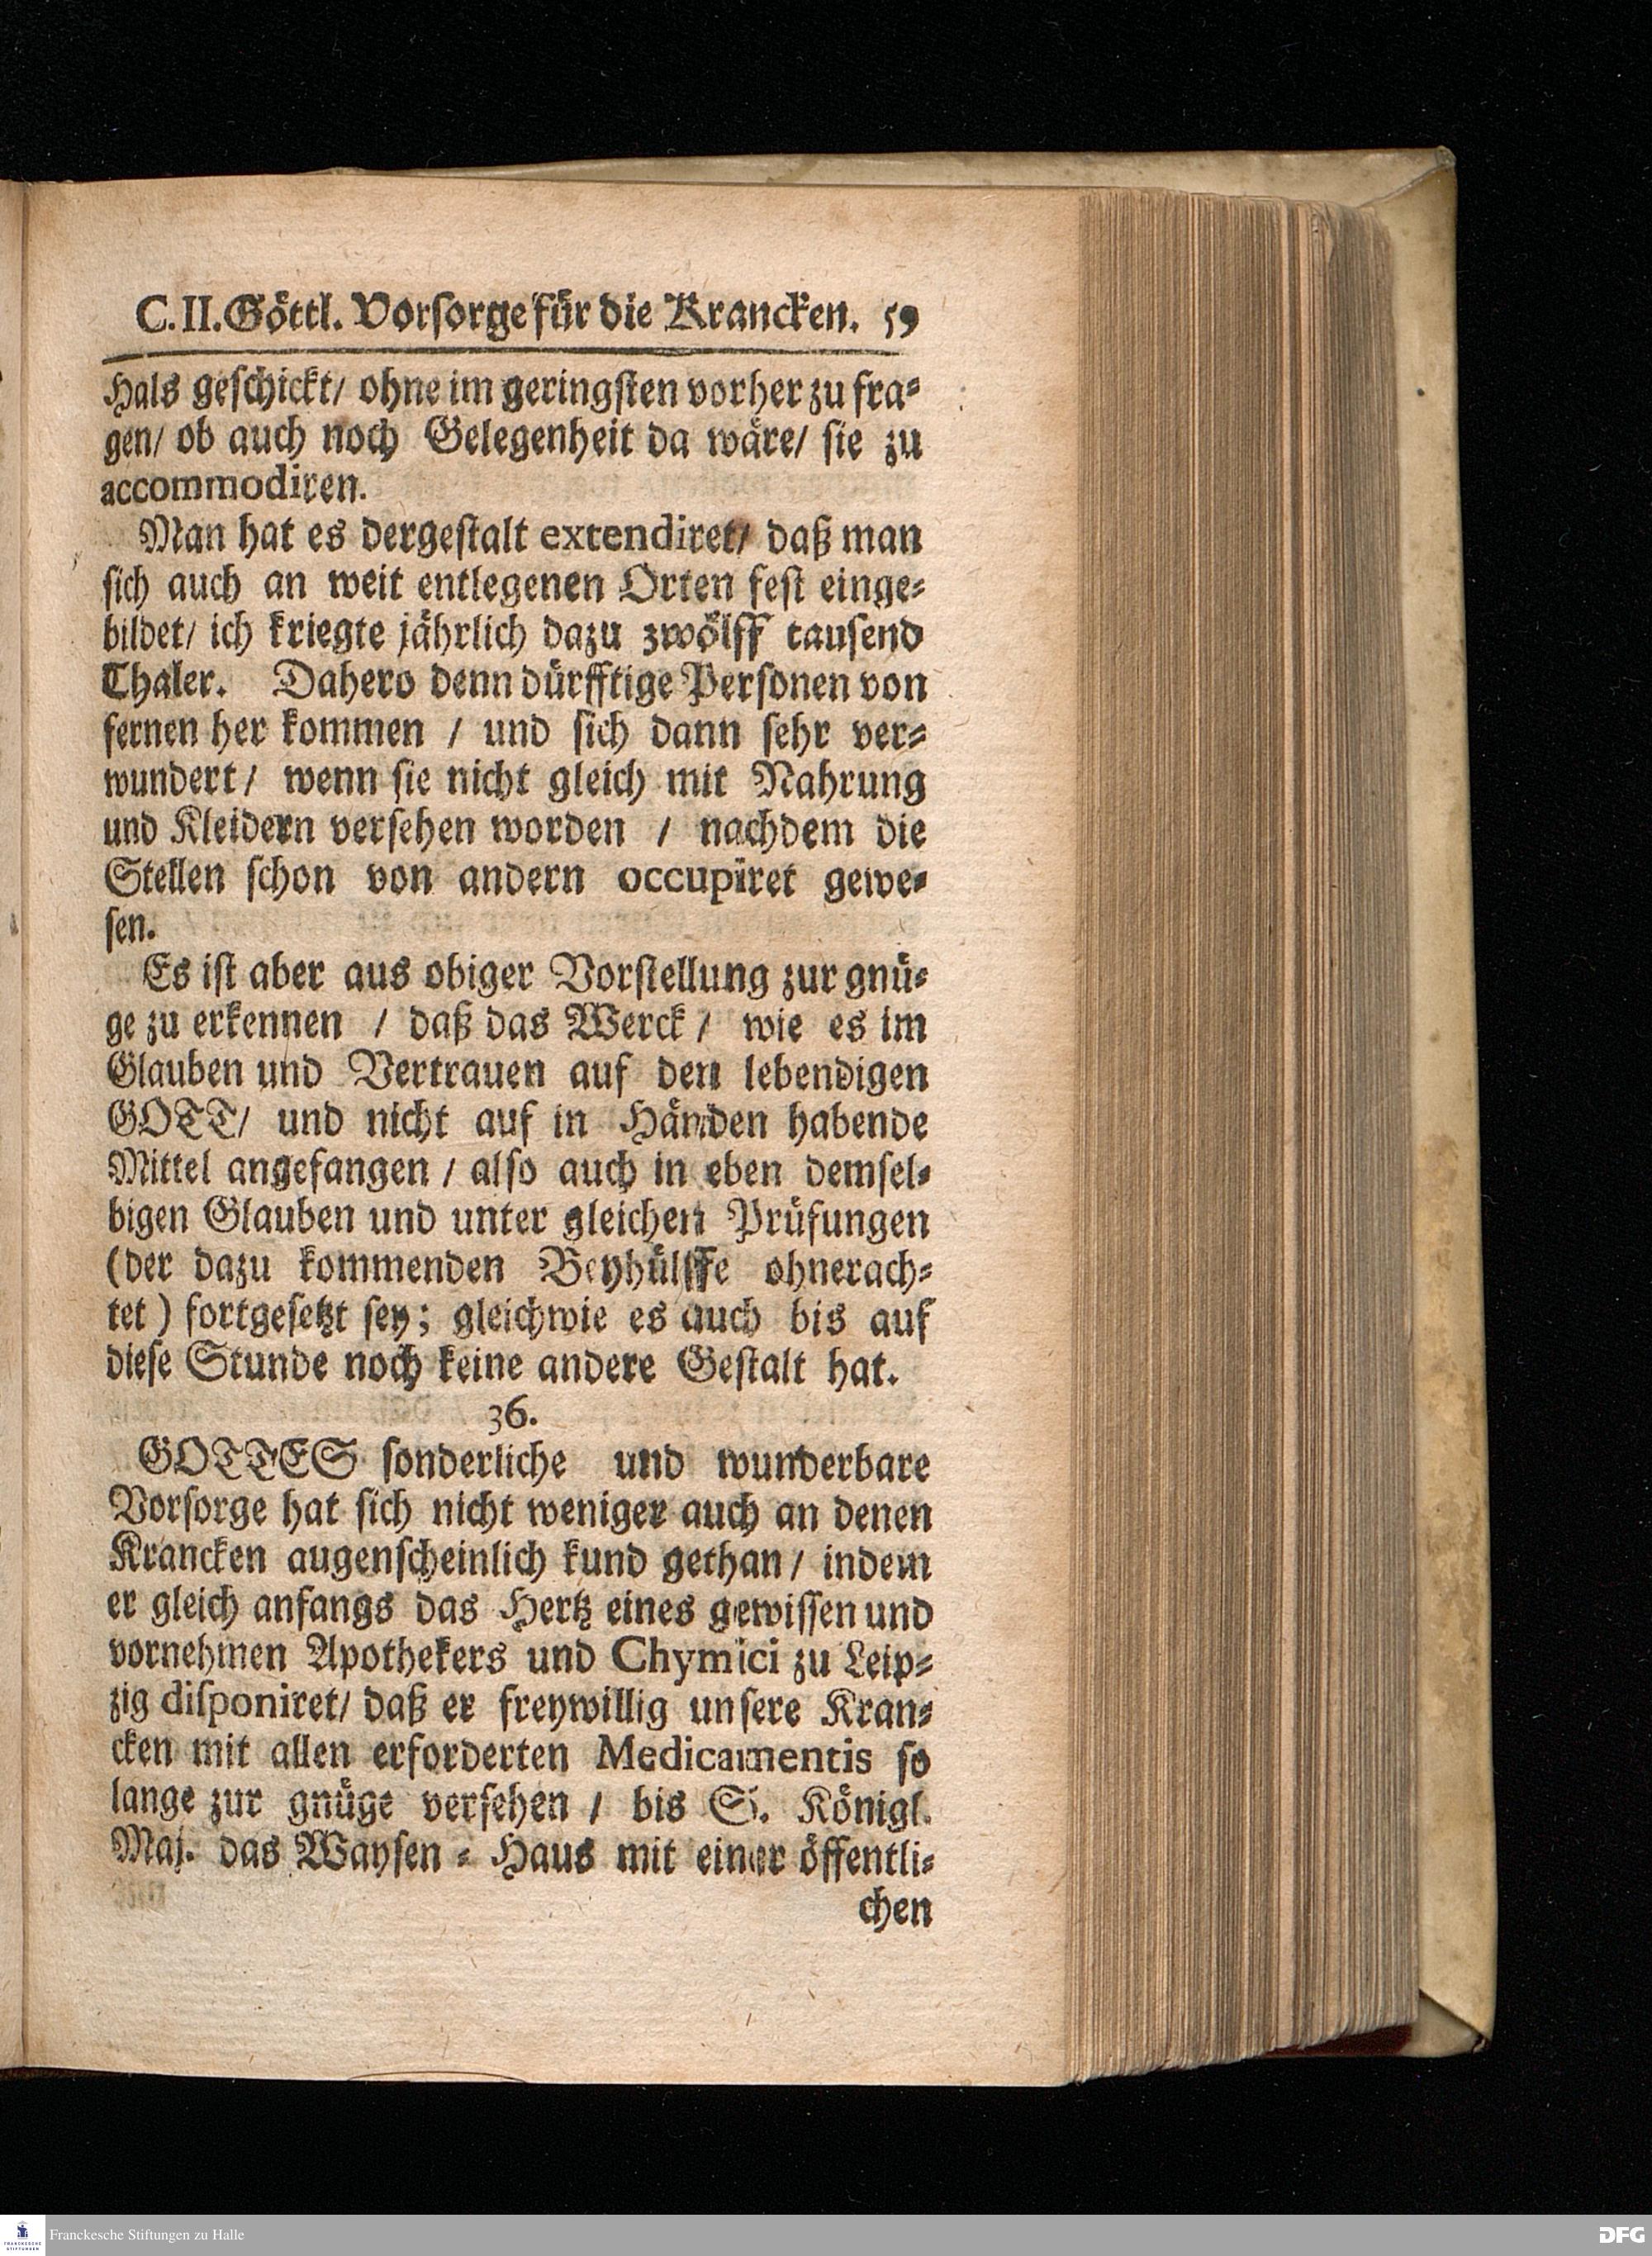 C. II. Göttl. Vorsorge für die Krancken. 59
Hals geschickt/ ohne im geringsten vorher zu fra-
gen/ ob auch noch Gelegenheit da wäre/ sie zu
accommodiren.
Man hat es dergestalt extendiret/ daß man
sich auch an weit entlegenen Orten fest einge-
bildet/ ich kriegte jährlich dazu zwölff tausend
Thaler. Dahero denn dürfftige Personen von
fernen her kommen / und sich dann sehr ver-
wundert/ wenn sie nicht gleich mit Nahrung
und Kleidern versehen worden / nachdem die
Stellen schon von andern occupiret gewe-
sen.
Es ist aber aus obiger Vorstellung zur gnü-
ge zu erkennen / daß das Werck / wie es im
Glauben und Vertrauen auf den lebendigen
GOTT/ und nicht auf in Händen habende
Mittel angefangen / also auch in eben demsel-
bigen Glauben und unter gleichen Prüfungen
(der dazu kommenden Beyhülffe ohnerach-
tet) fortgesetzt sey; gleichwie es auch bis auf
diese Stunde noch keine andere Gestalt hat.
36.
GOTTES sonderliche und wunderbare
Vorsorge hat sich nicht weniger auch an denen
Krancken augenscheinlich kund gethan / indem
er gleich anfangs das Hertz eines gewissen und
vornehmen Apothekers und Chymici zu Leip-
zig disponiret/ daß er freywillig unsere Kran-
cken mit allen erforderten Medicamentis so
lange zur gnüge versehen / bis S. Königl.
Maj. das Waysen-Haus mit einer öffentli-
chen
Franckesche Stiftungen zu Halle
FRANCKESCHE
STIFTUNGEN
DFG